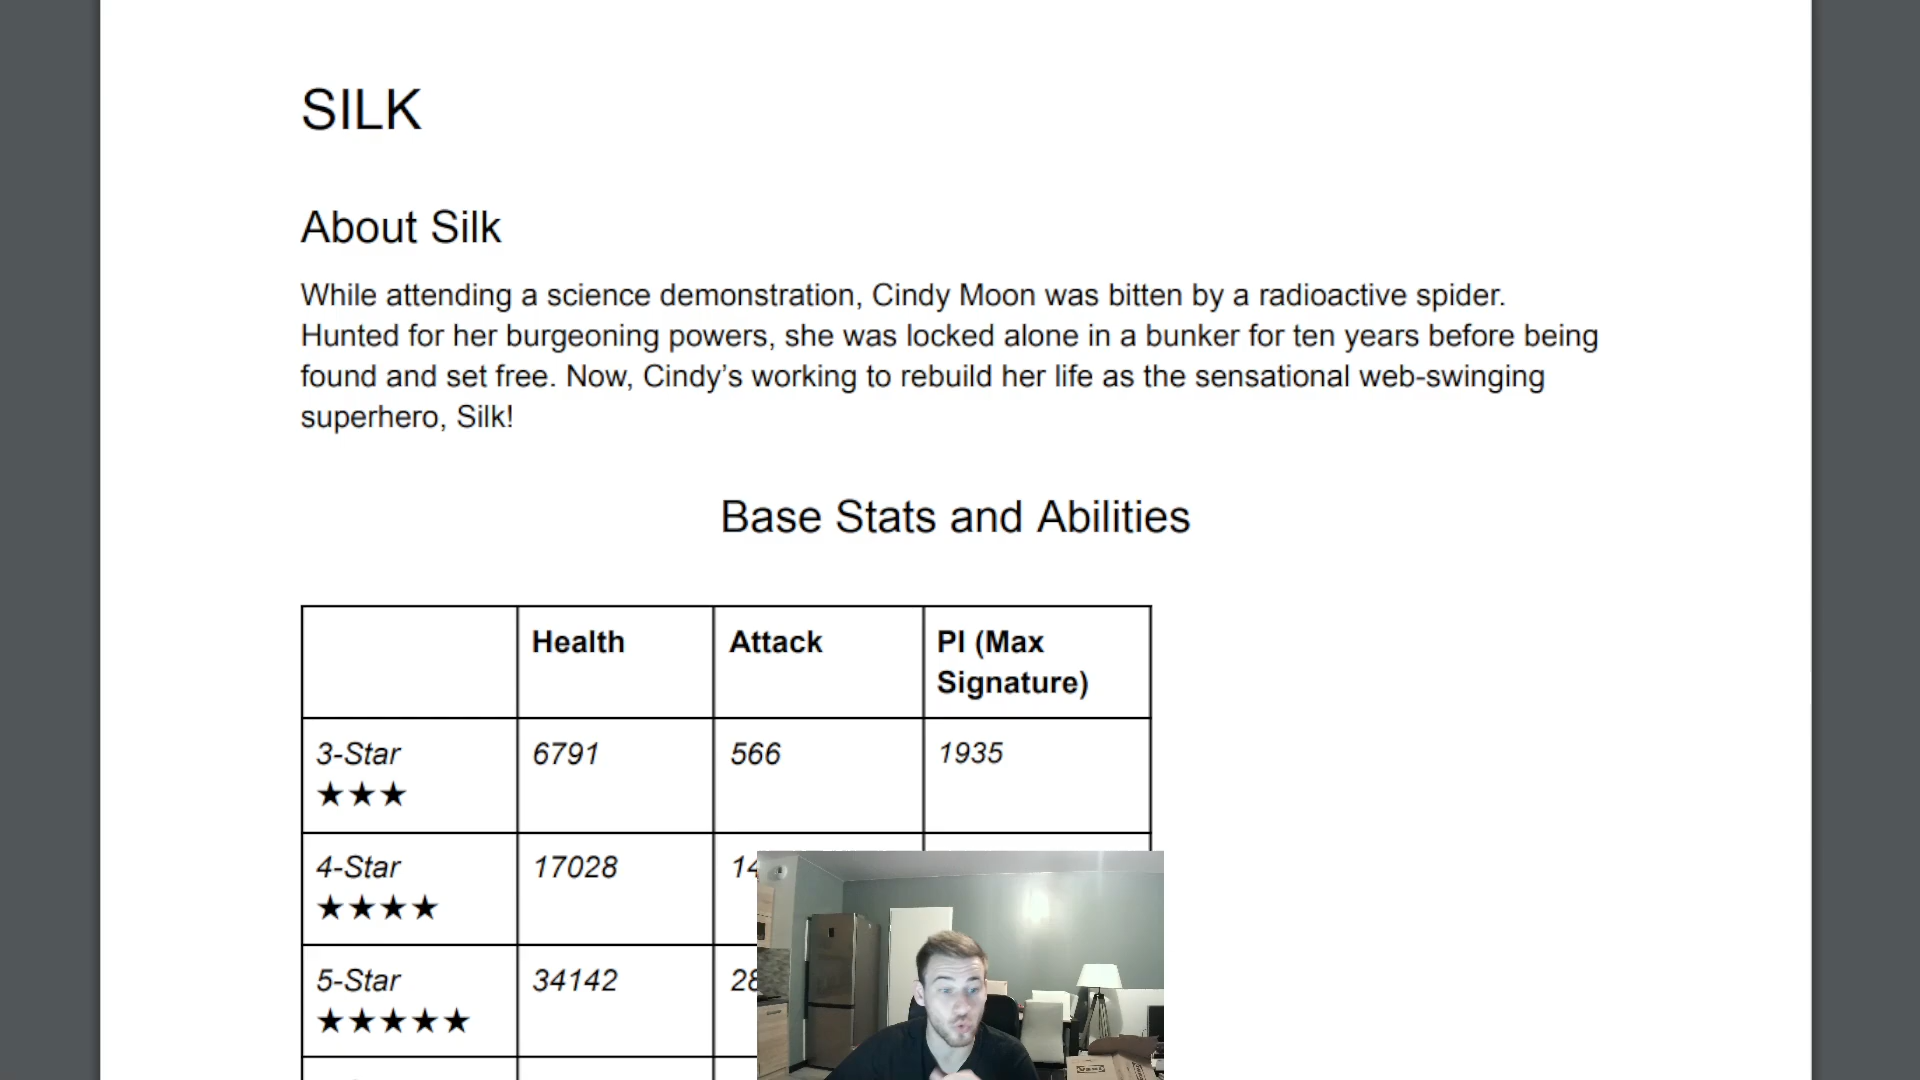 SILK
About Silk
While attending a science demonstration, Cindy Moon was bitten by a radioactive spider.
Hunted for her burgeoning powers, she was locked alone in a bunker for ten years before being
found and set free. Now, Cindy’s working to rebuild her life as the sensational web-swinging
superhero, Silk!
Base Stats and Abilities
Health Attack PI (Max
Signature)
3-Star 6791 566 1935
★★★
4-Star 17028 14
★★★★
5-Star 34142 28
★★★★★